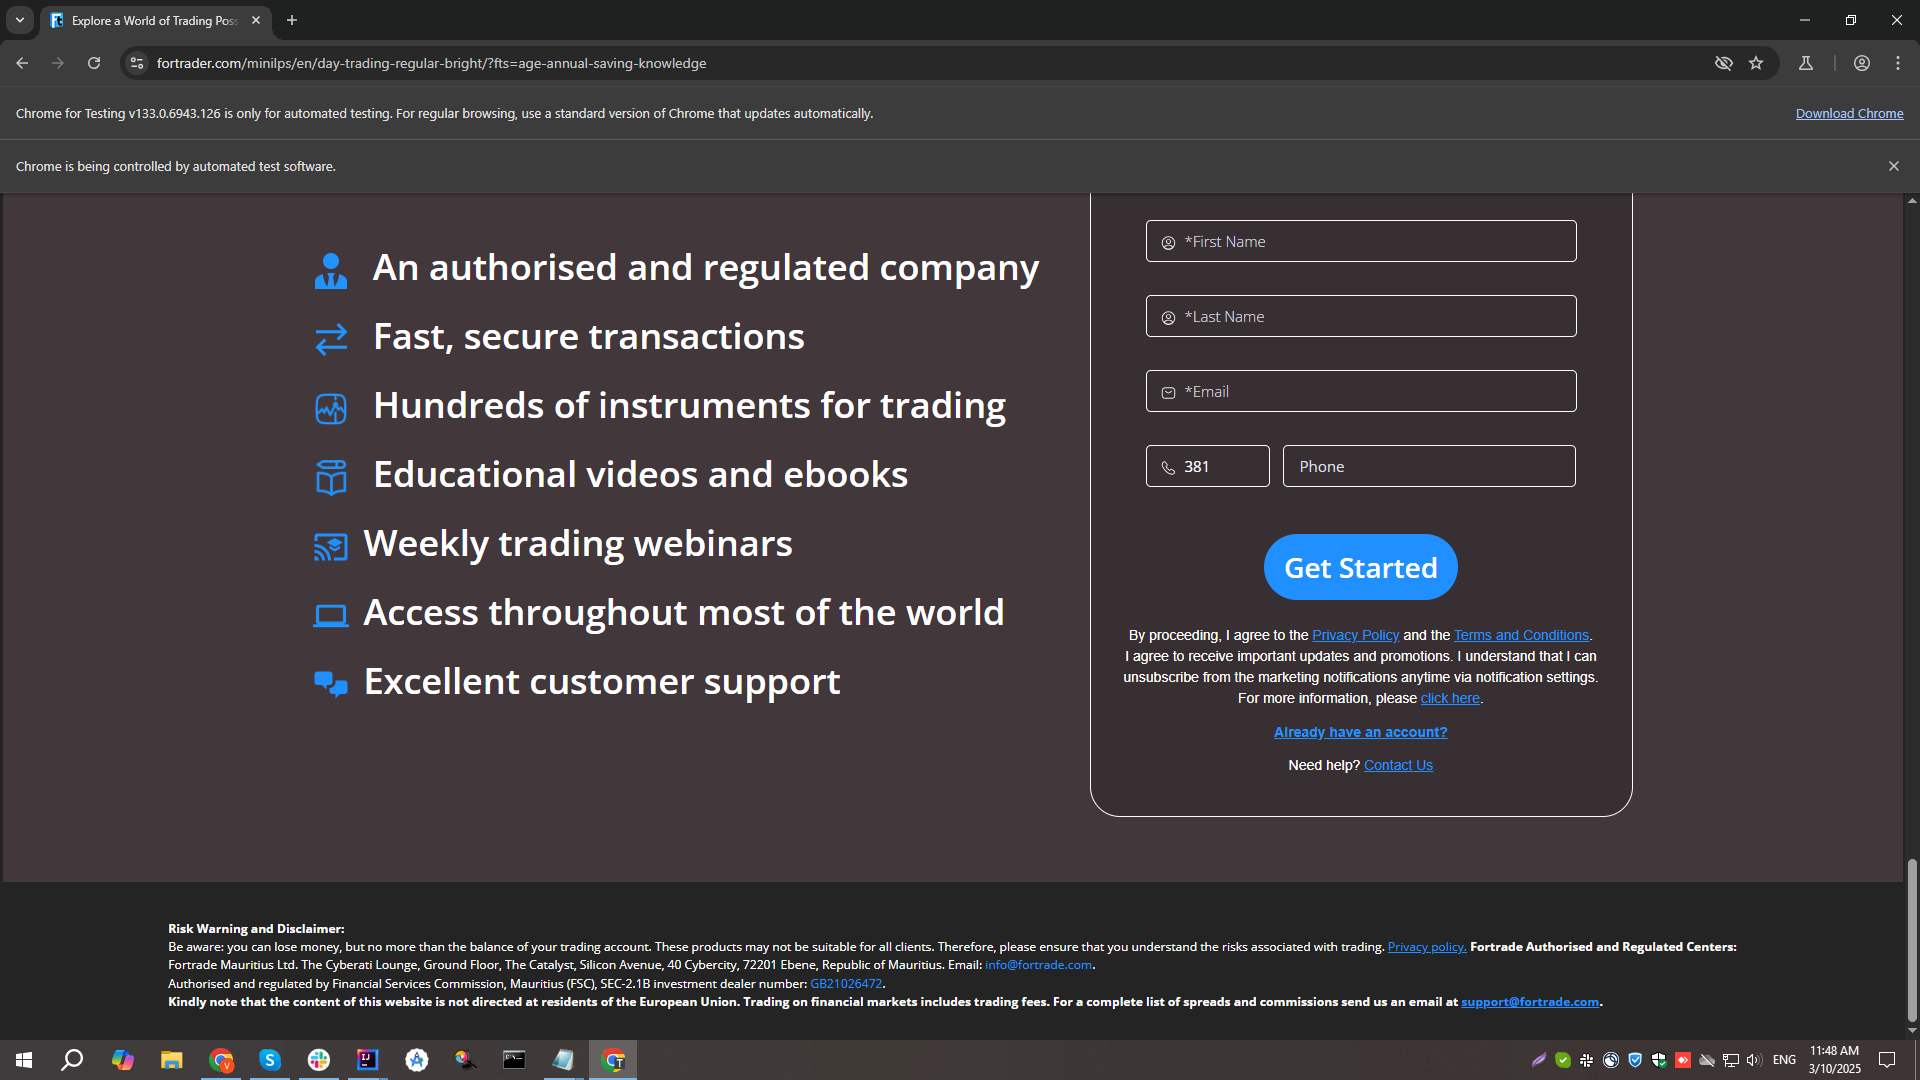 Explore a World of Trading Poss
fortrader.com/minilps/en/day-trading-regular-bright/?fts=age-annual-saving-knowledge
Chrome for Testing v133.0.6943.126 is only for automated testing. For regular browsing, use a standard version of Chrome that updates automatically.
Download Chrome
Chrome is being controlled by automated test software.
An authorised and regulated company
Fast, secure transactions
Hundreds of instruments for trading
Educational videos and ebooks
Weekly trading webinars
Access throughout most of the world
Excellent customer support
*First Name
*Last Name
*Email
381
Phone
Get Started
By proceeding, I agree to the Privacy Policy and the Terms and Conditions.
I agree to receive important updates and promotions. I understand that I can
unsubscribe from the marketing notifications anytime via notification settings.
For more information, please click here.
Already have an account?
Need help? Contact Us
Risk Warning and Disclaimer:
Be aware: you can lose money, but no more than the balance of your trading account. These products may not be suitable for all clients. Therefore, please ensure that you understand the risks associated with trading. Privacy policy. Fortrade Authorised and Regulated Centers:
Fortrade Mauritius Ltd. The Cyberati Lounge, Ground Floor, The Catalyst, Silicon Avenue, 40 Cybercity, 72201 Ebene, Republic of Mauritius. Email: info@fortrade.com.
Authorised and regulated by Financial Services Commission, Mauritius (FSC), SEC-2.1B investment dealer number: GB21026472.
Kindly note that the content of this website is not directed at residents of the European Union. Trading on financial markets includes trading fees. For a complete list of spreads and commissions send us an email at support@fortrade.com.
ENG
11:48 AM
3/10/2025